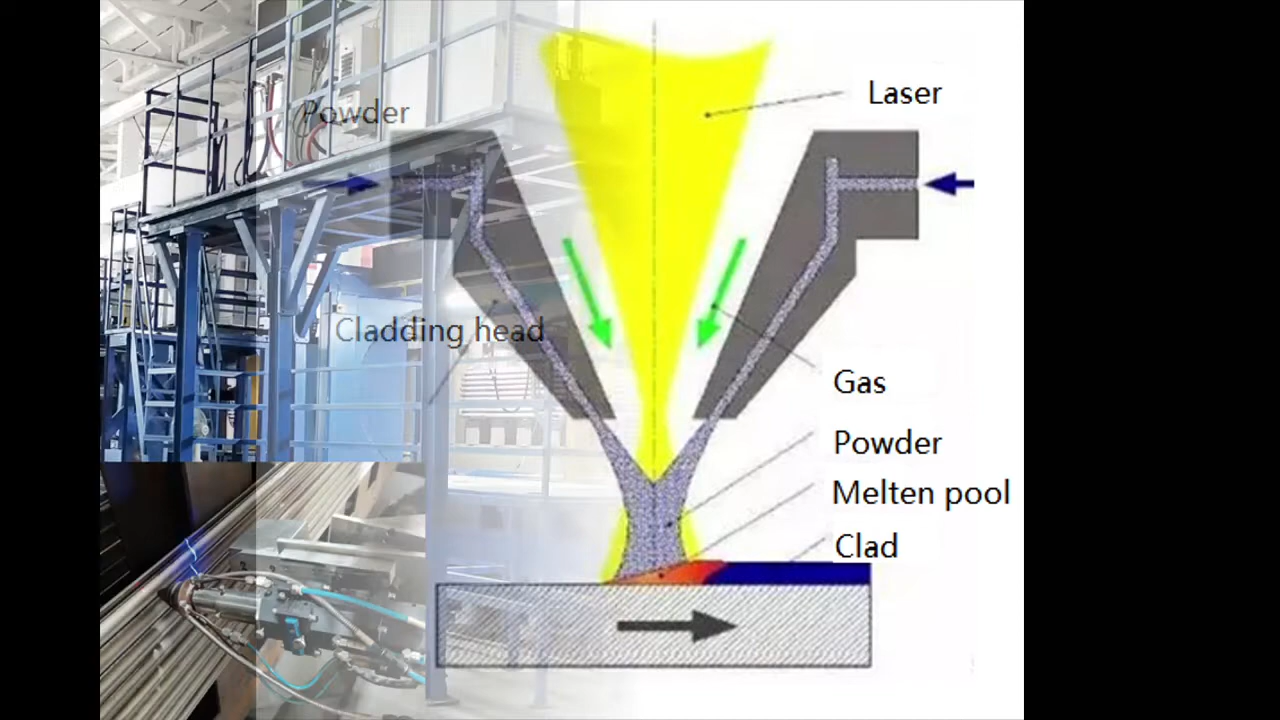 Powder
Laser
Cladding head
Gas
Powder
Melten pool
Clad